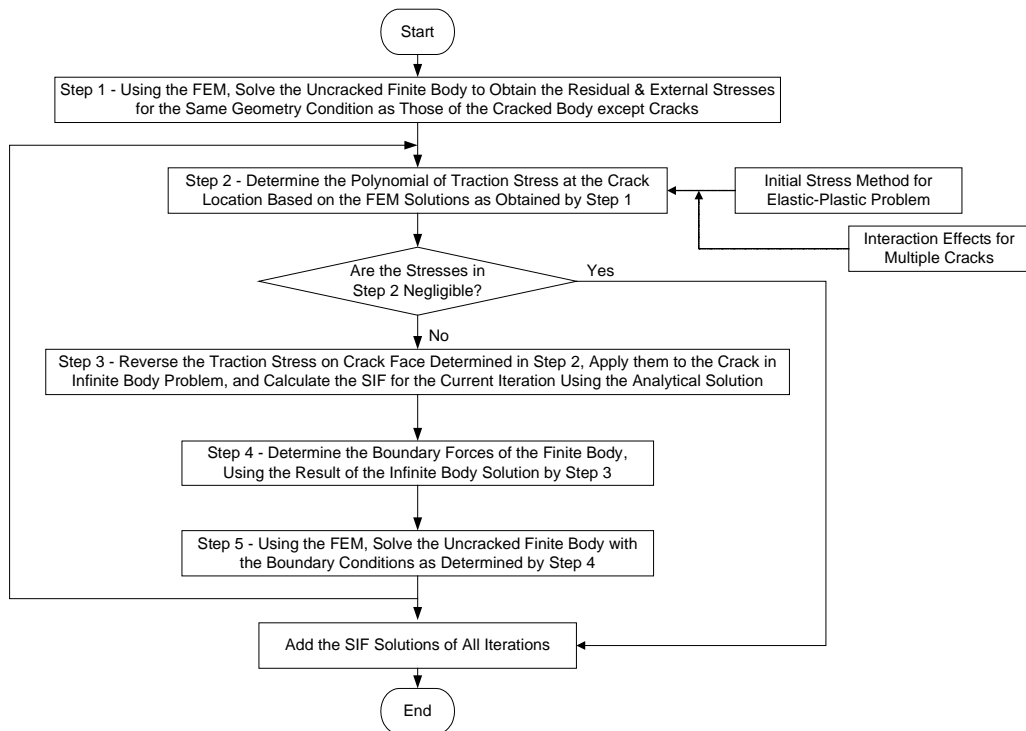 Start
Step 1 - Using the FEM, Solve the Uncracked Finite Body to Obtain the Residual & External Stresses
for the Same Geometry Condition as Those of the Cracked Body except Cracks
Step 2 - Determine the Polynomial of Traction Stress at the Crack
Location Based on the FEM Solutions as Obtained by Step 1
Initial Stress Method for
Elastic-Plastic Problem
Interaction Effects for
Multiple Cracks
Are the Stresses in
Step 2 Negligible?
Yes
No
Step 3 - Reverse the Traction Stress on Crack Face Determined in Step 2, Apply them to the Crack in
Infinite Body Problem, and Calculate the SIF for the Current Iteration Using the Analytical Solution
Step 4 - Determine the Boundary Forces of the Finite Body,
Using the Result of the Infinite Body Solution by Step 3
Step 5 - Using the FEM, Solve the Uncracked Finite Body with
the Boundary Conditions as Determined by Step 4
Add the SIF Solutions of All Iterations
End